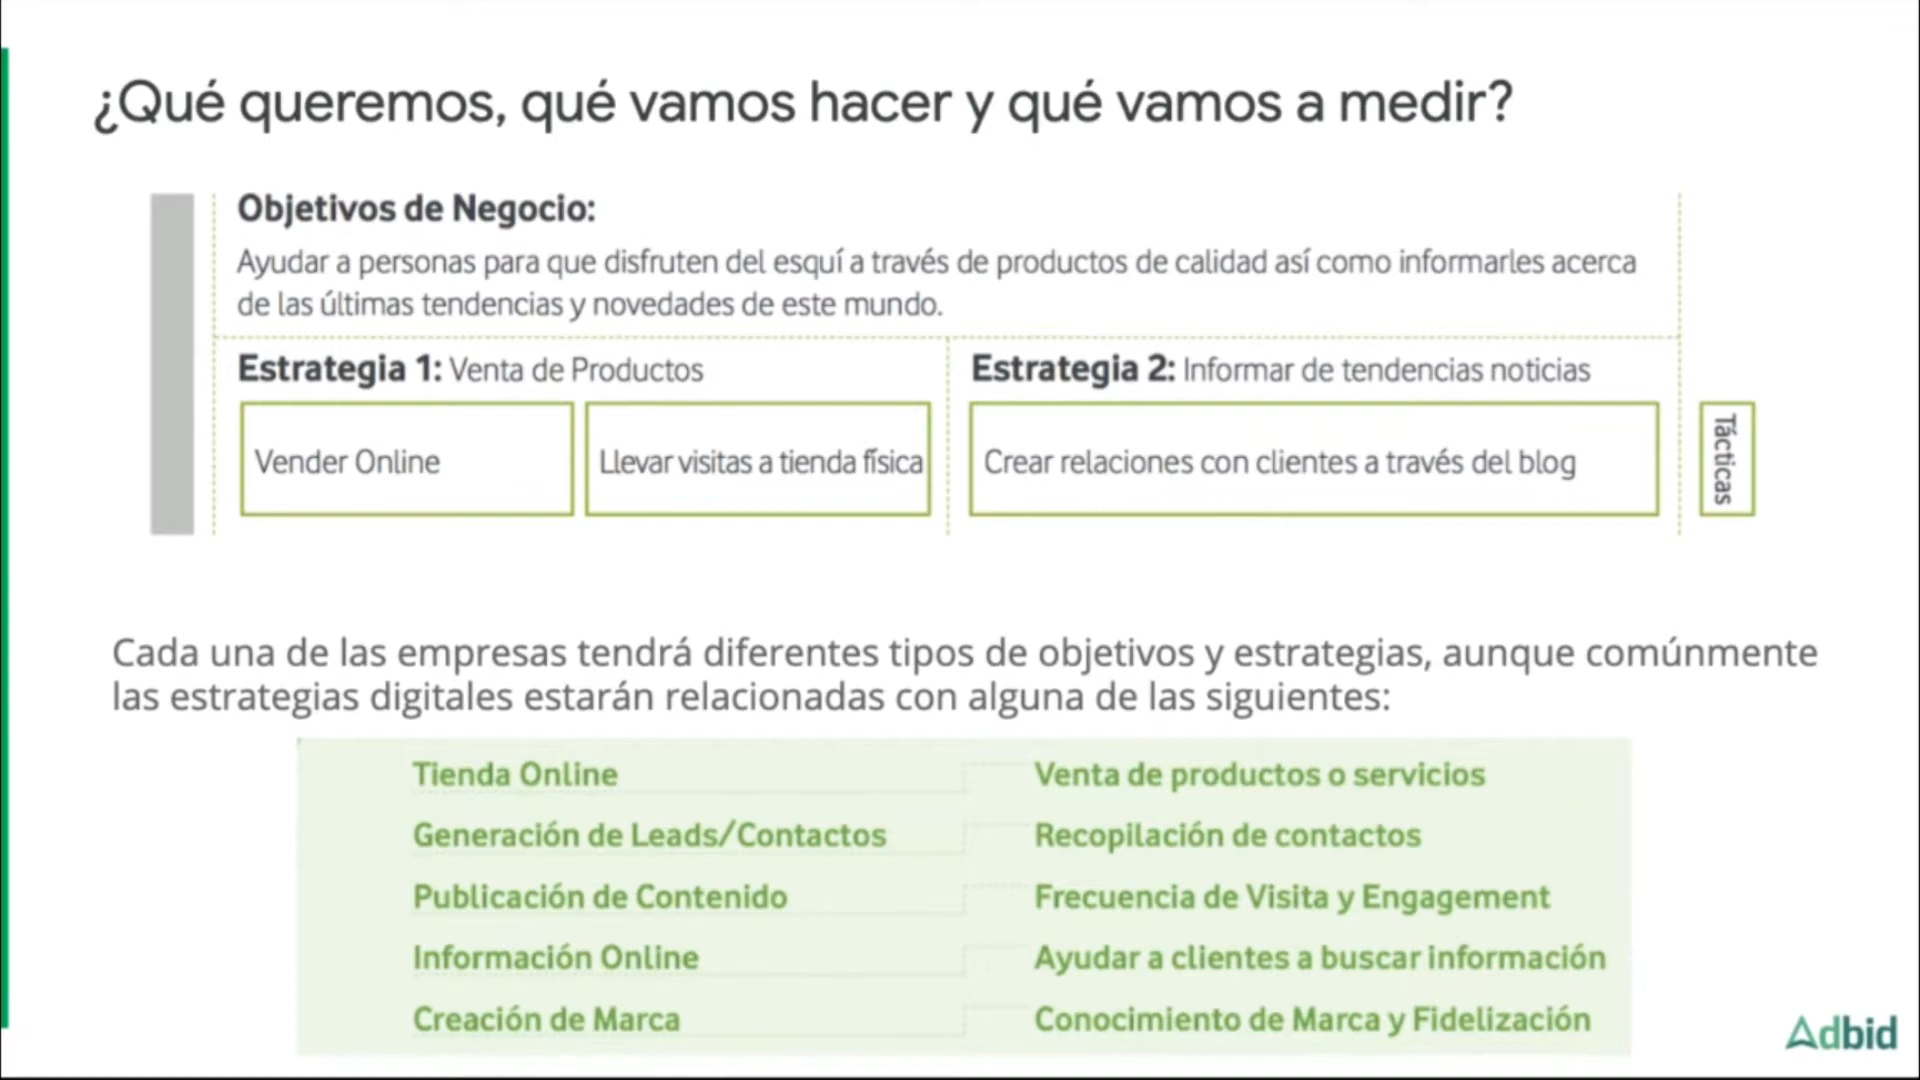 ¿Qué queremos, qué vamos hacer y qué vamos a medir?
Objetivos de Negocio:
Ayudar a personas para que disfruten del esquí a través de productos de calidad así como informarles acerca
de las últimas tendencias y novedades de este mundo.
Estrategia 1: Venta de Productos
Estrategia 2: Informar de tendencias noticias
Vender Online
Llevar visitas a tienda física
Crear relaciones con clientes a través del blog
Tácticas
Cada una de las empresas tendrá diferentes tipos de objetivos y estrategias, aunque comúnmente
las estrategias digitales estarán relacionadas con alguna de las siguientes:
Tienda Online
Venta de productos o servicios
Generación de Leads/Contactos
Recopilación de contactos
Publicación de Contenido
Frecuencia de Visita y Engagement
Información Online
Ayudar a clientes a buscar información
Creación de Marca
Conocimiento de Marca y Fidelización
Adbid